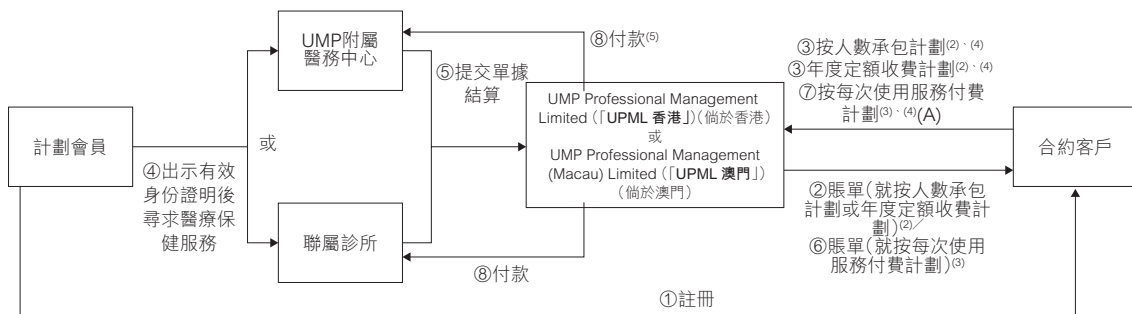 UMP附屬
醫務中心
⑧付款(5)
⑤提交單據
結算
③按人數承包計劃(2)、(4)
③年度定額收費計劃(2)、(4)
⑦按每次使用服務付費
計劃(3)、(4)(A)
計劃會員
④出示有效
身份證明後
尋求醫療保
健服務
或
UMP Professional Management
Limited(「UPML 香港」)(倘於香港)
或
UMP Professional Management
(Macau) Limited(「UPML 澳門」)
(倘於澳門)
合約客戶
②賬單(就按人數承包
計劃或年度定額收費計
劃)(2)／
⑥賬單(就按每次使用
服務付費計劃)(3)
聯屬診所
⑧付款
①註冊